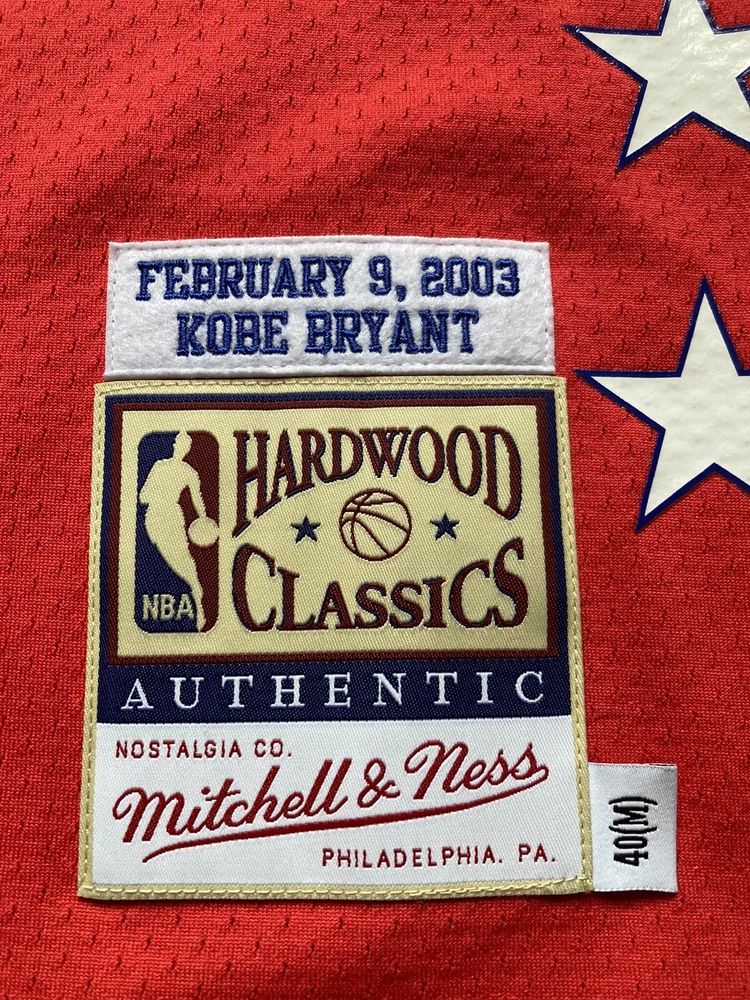 FEBRUARY 9, 2003
KOBE BRYANT
HARDWOOD
CLASSICS
NBA
AUTHENTIC
NOSTALGIA CO.
Mitchell & Ness
PHILADELPHIA. PA.
40(M)